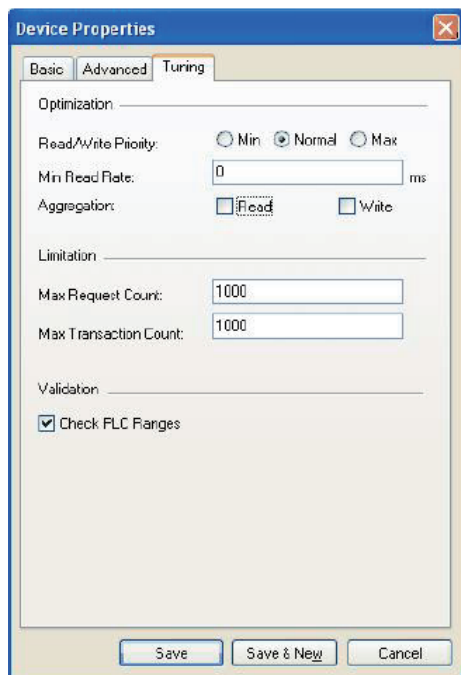 Device Properties
Basic Advanced Tuning
Optimization
Read/Write Priority: Min Normal Max
Min Read Rate: 0 ms
Aggregation: Read Write
Limitation
Max Request Count: 1000
Max Transaction Count: 1000
Validation
Check PLC Ranges
Save Save & New Cancel